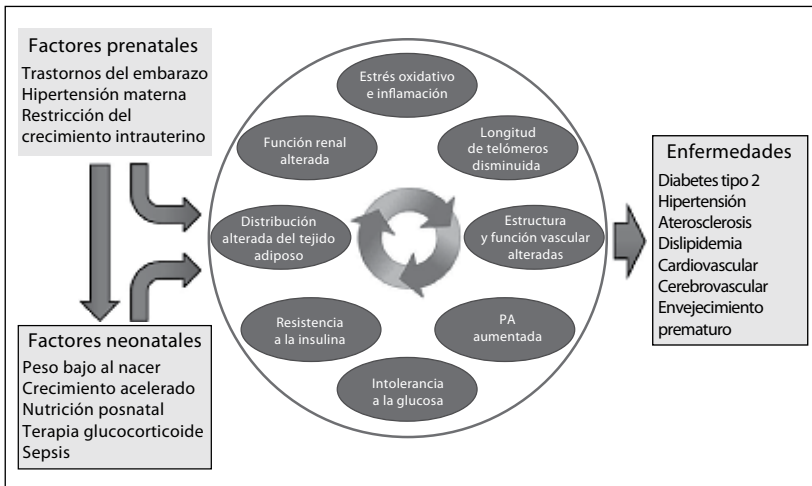 Factores prenatales
Trastornos del embarazo
Hipertensión materna
Restricción del
crecimiento intrauterino
Factores neonatales
Peso bajo al nacer
Crecimiento acelerado
Nutrición posnatal
Terapia glucocorticoide
Sepsis
Estrés oxidativo
e inflamación
Longitud
de telómeros
disminuida
Estructura
y función vascular
alteradas
PA
aumentada
Intolerancia
a la glucosa
Resistencia
a la insulina
Distribución
alterada del tejido
adiposo
Función renal
alterada
Enfermedades
Diabetes tipo 2
Hipertensión
Aterosclerosis
Dislipidemia
Cardiovascular
Cerebrovascular
Envejecimiento
prematuro